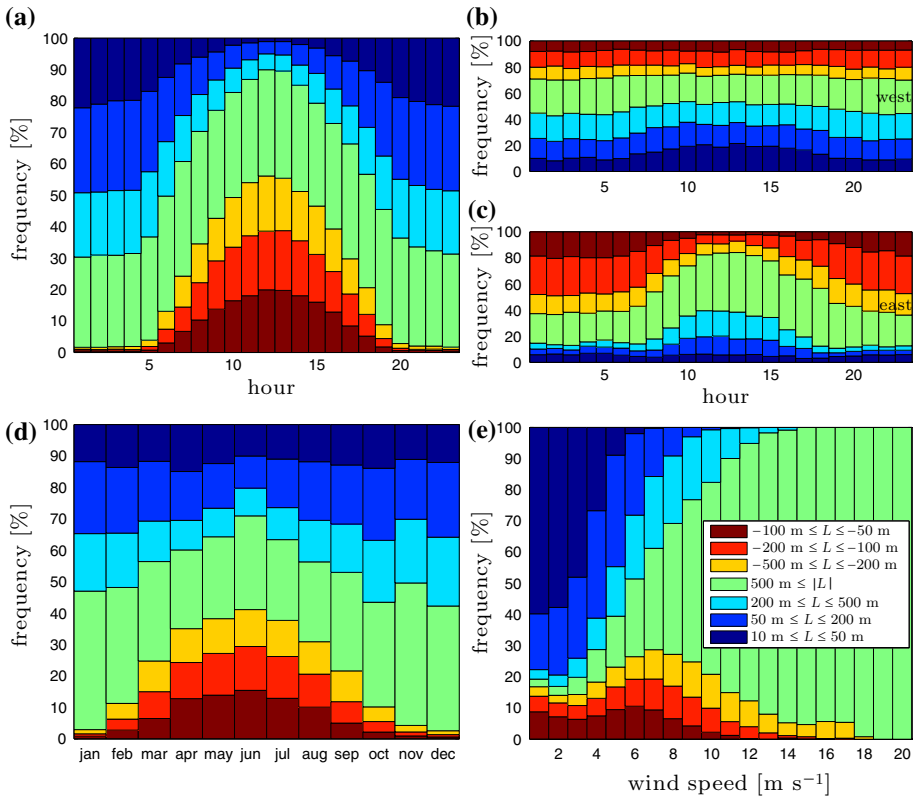 (a)
100
90
80
70
60
50
40
30
20
10
0
frequency [%]
5 10 15 20
hour
(b)
100
80
60
40
20
0
frequency [%]
west
5 10 15 20
(c)
100
80
60
40
20
0
frequency [%]
east
5 10 15 20
hour
(d)
100
90
80
70
60
50
40
30
20
10
0
frequency [%]
jan feb mar apr may jun jul aug sep oct nov dec
(e)
100
90
80
70
60
50
40
30
20
10
0
frequency [%]
−100 m ≤ L ≤ −50 m
−200 m ≤ L ≤ −100 m
−500 m ≤ L ≤ −200 m
500 m ≤ |L|
200 m ≤ L ≤ 500 m
50 m ≤ L ≤ 200 m
10 m ≤ L ≤ 50 m
2 4 6 8 10 12 14 16 18 20
wind speed [m s⁻¹]